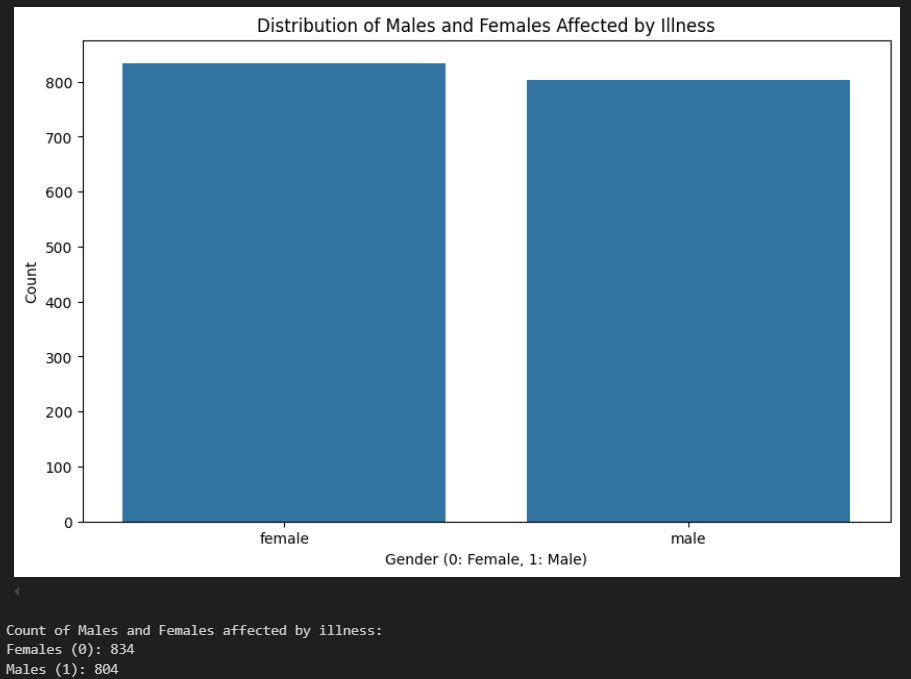 Distribution of Males and Females Affected by Illness
800
700
600
500
400
300
200
100
0
Count
female male
Gender (0: Female, 1: Male)
Count of Males and Females affected by illness:
Females (0): 834
Males (1): 804